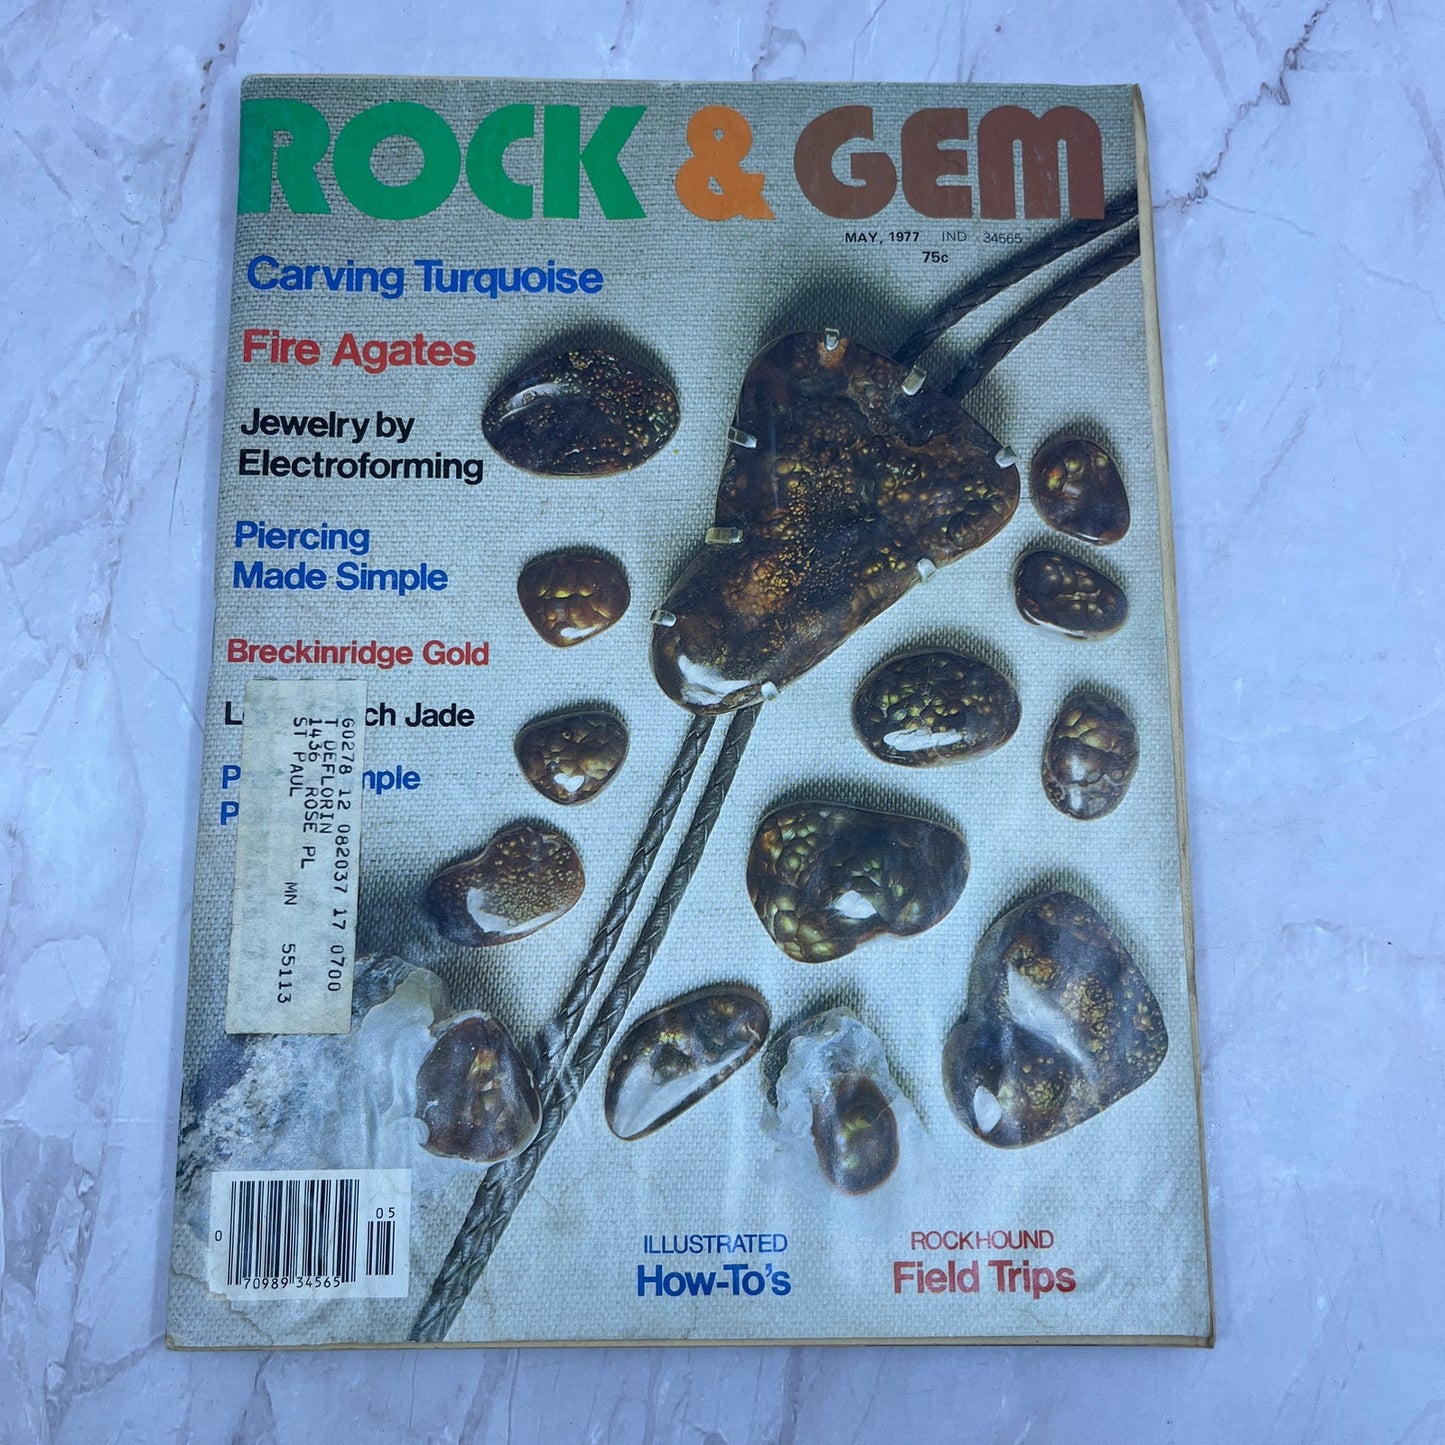 ROCK & GEM
MAY, 1977 IND 34565
75c
Carving Turquoise
Fire Agates
Jewelry by
Electroforming
Piercing
Made Simple
Breckinridge Gold
Jade
60278 12 082037 17 0700
T DEFLORIN
1436 ROSE PL
ST PAUL MN 55113
0 70989 34565 05
ILLUSTRATED
How-To's
ROCKHOUND
Field Trips